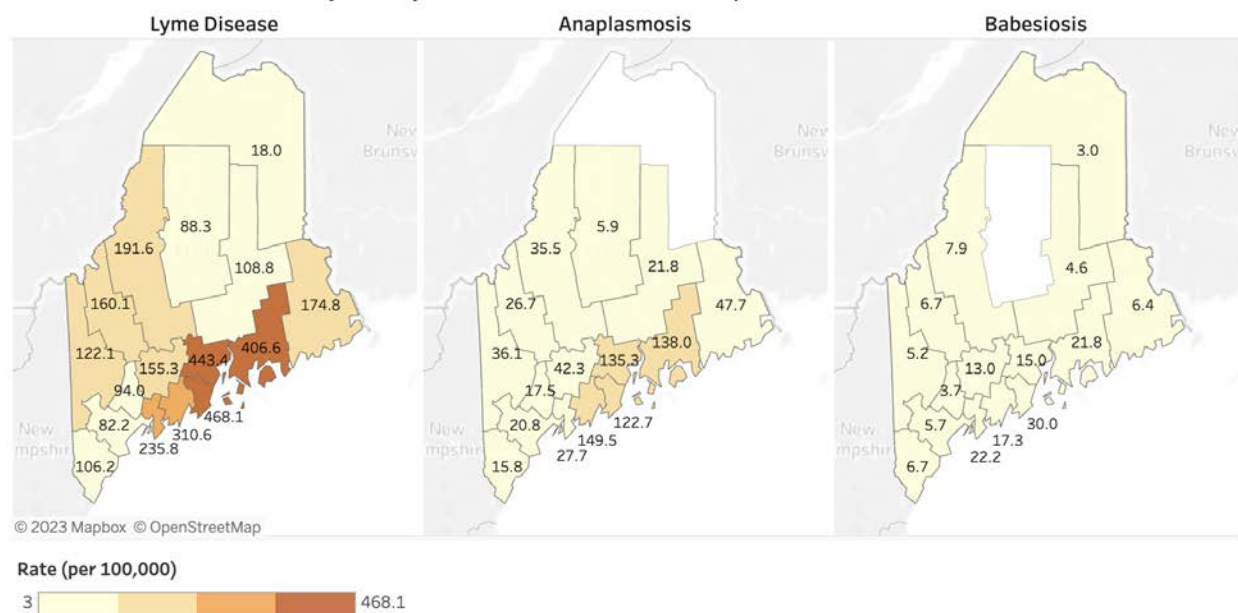 Lyme Disease
Anaplasmosis
Babesiosis
18.0
88.3
191.6
108.8
160.1
174.8
122.1
443.4
406.6
155.3
94.0
468.1
82.2
310.6
235.8
106.2
New
Brunsw
New
mpshir
© 2023 Mapbox © OpenStreetMap
5.9
35.5
21.8
26.7
47.7
36.1
138.0
135.3
42.3
17.5
122.7
20.8
149.5
27.7
15.8
New
Brunsw
New
mpshir
3.0
7.9
4.6
6.7
6.4
5.2
21.8
15.0
13.0
3.7
30.0
5.7
17.3
22.2
6.7
New
Brunsw
New
mpshir
Rate (per 100,000)
3
468.1